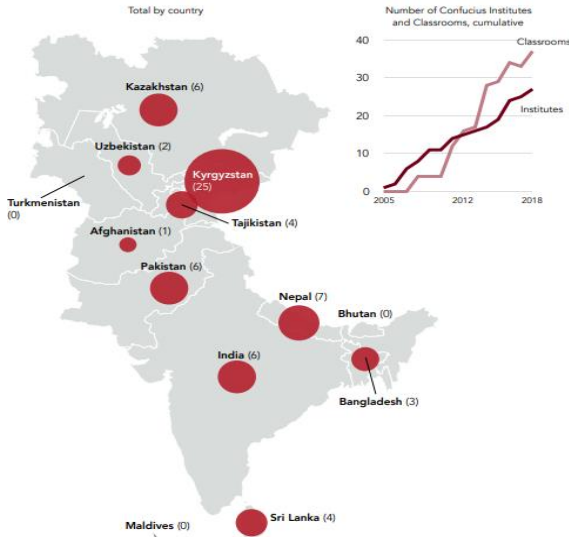 Total by country
Kazakhstan (6)
Uzbekistan (2)
Kyrgyzstan
(25)
Turkmenistan
(0)
Tajikistan (4)
Afghanistan (1)
Pakistan (6)
Nepal (7)
Bhutan (0)
India (6)
Bangladesh (3)
Sri Lanka (4)
Maldives (0)
Number of Confucius Institutes
and Classrooms, cumulative
40
Classrooms
30
Institutes
20
10
0
2005
2012
2018